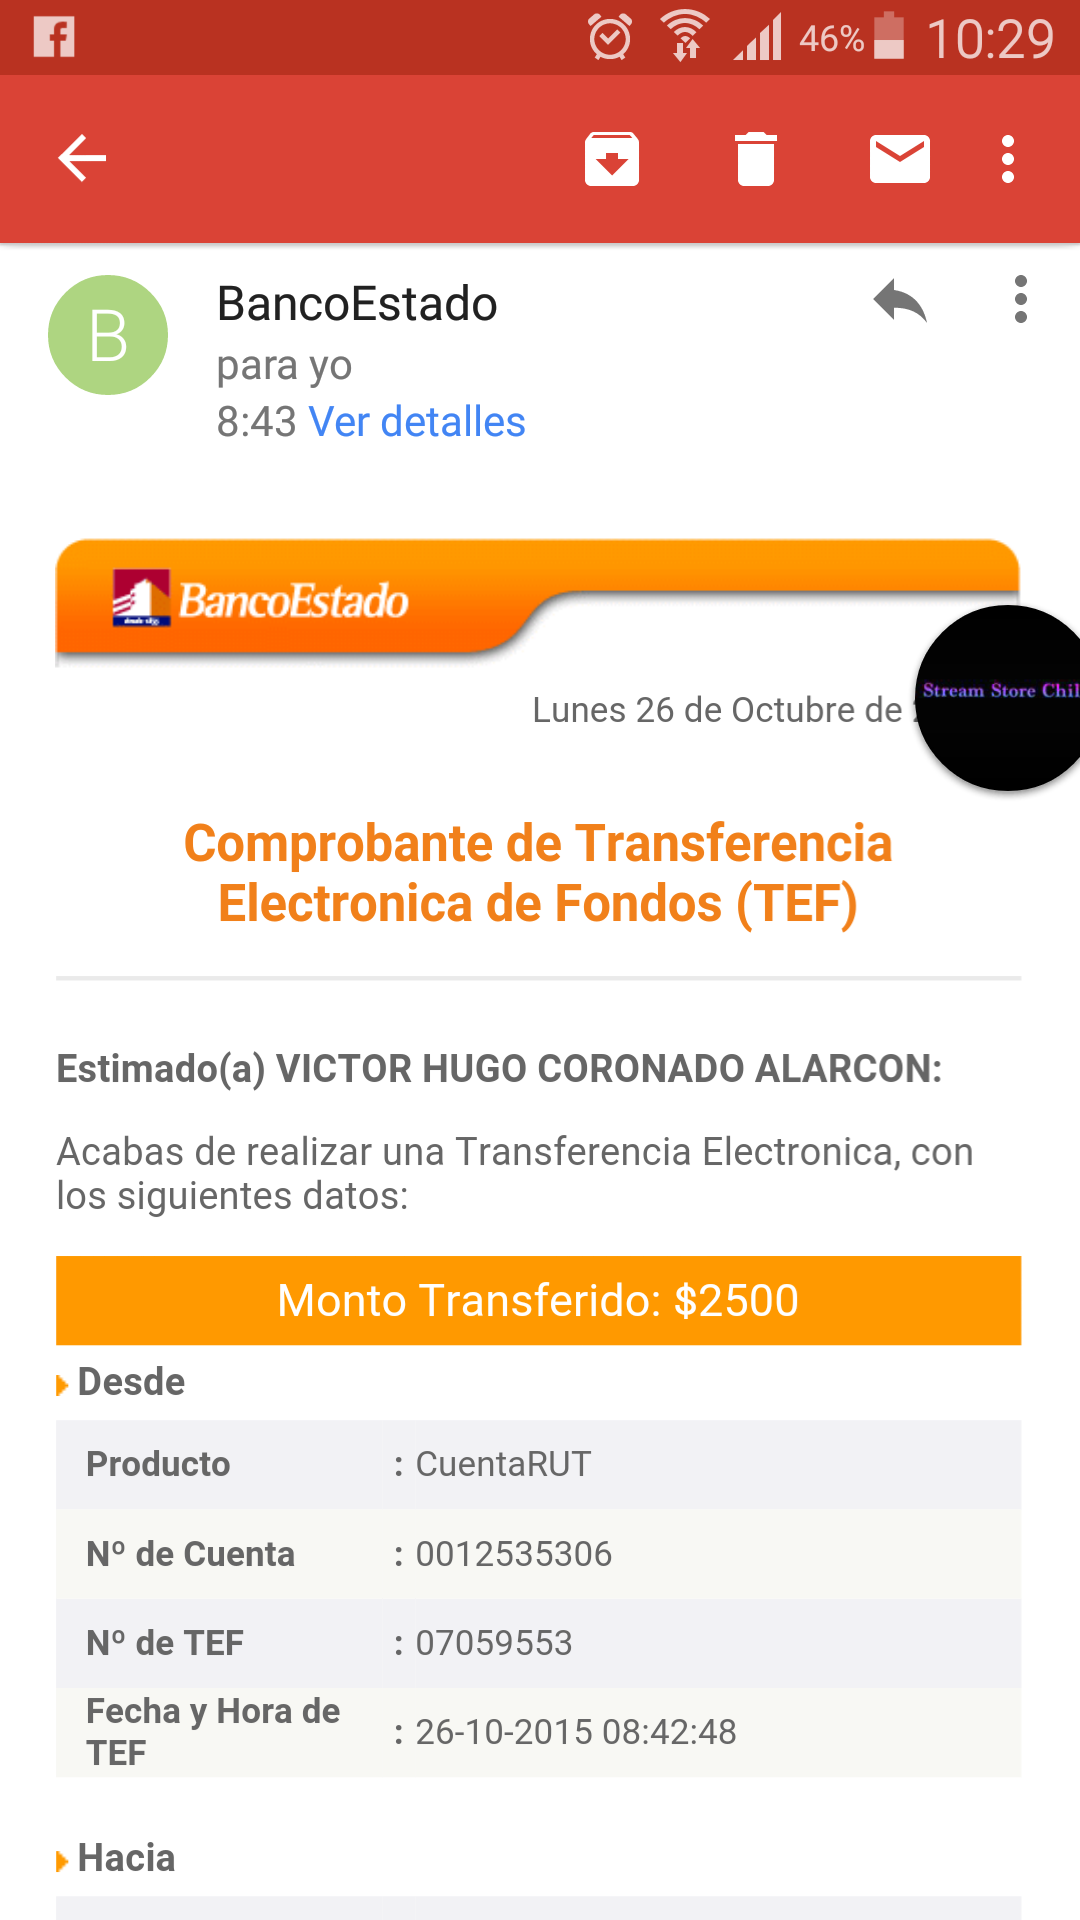 46% 10:29
B
BancoEstado
para yo
8:43 Ver detalles
BancoEstado
Stream Store Chil
Lunes 26 de Octubre de
Comprobante de Transferencia
Electronica de Fondos (TEF)
Estimado(a) VICTOR HUGO CORONADO ALARCON:
Acabas de realizar una Transferencia Electronica, con
los siguientes datos:
Monto Transferido: $2500
Desde
Producto : CuentaRUT
Nº de Cuenta : 0012535306
Nº de TEF : 07059553
Fecha y Hora de
TEF : 26-10-2015 08:42:48
Hacia